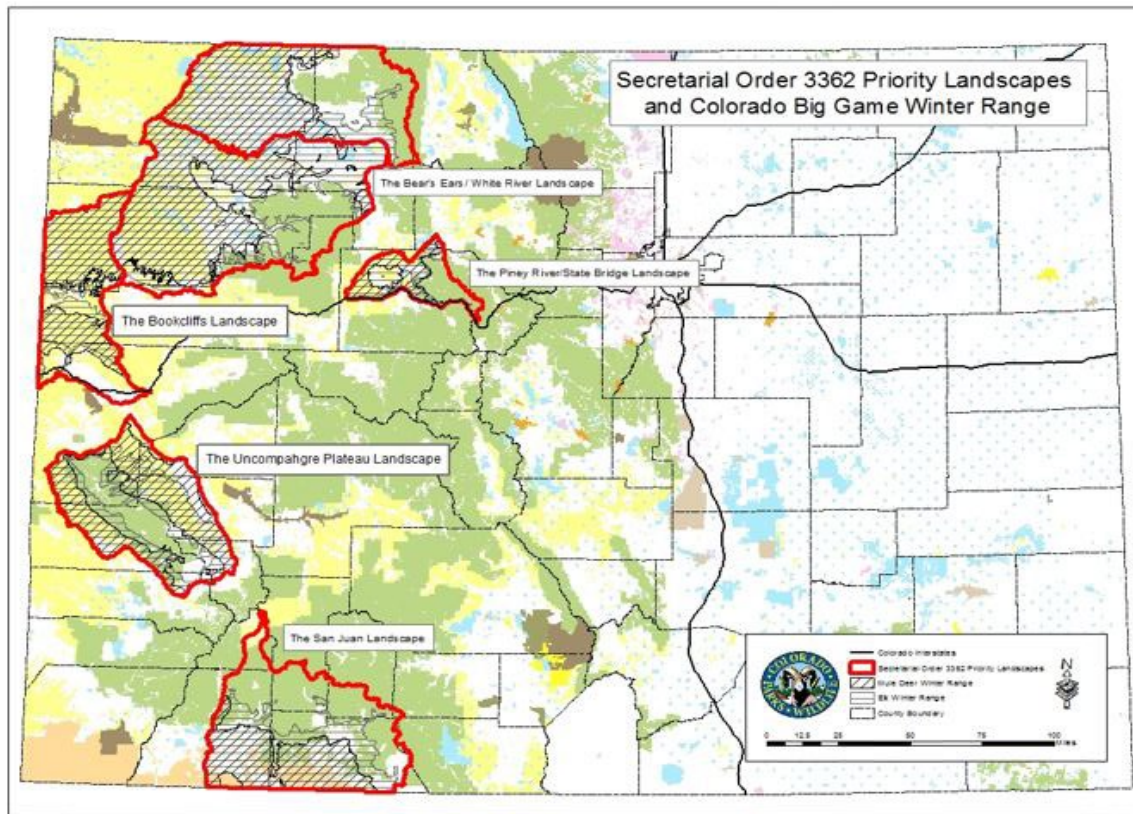 Secretarial Order 3362 Priority Landscapes
and Colorado Big Game Winter Range
The Bear's Ears / White River Landscape
The Piney River/State Bridge Landscape
The Bookcliffs Landscape
The Uncompahgre Plateau Landscape
The San Juan Landscape
COLORADO
PARKS
WILDLIFE
Colorado Interstates
Secretarial Order 3362 Priority Landscapes
Mule Deer Winter Range
Elk Winter Range
County Boundary
N
0 12.5 25 50 75 100
Miles